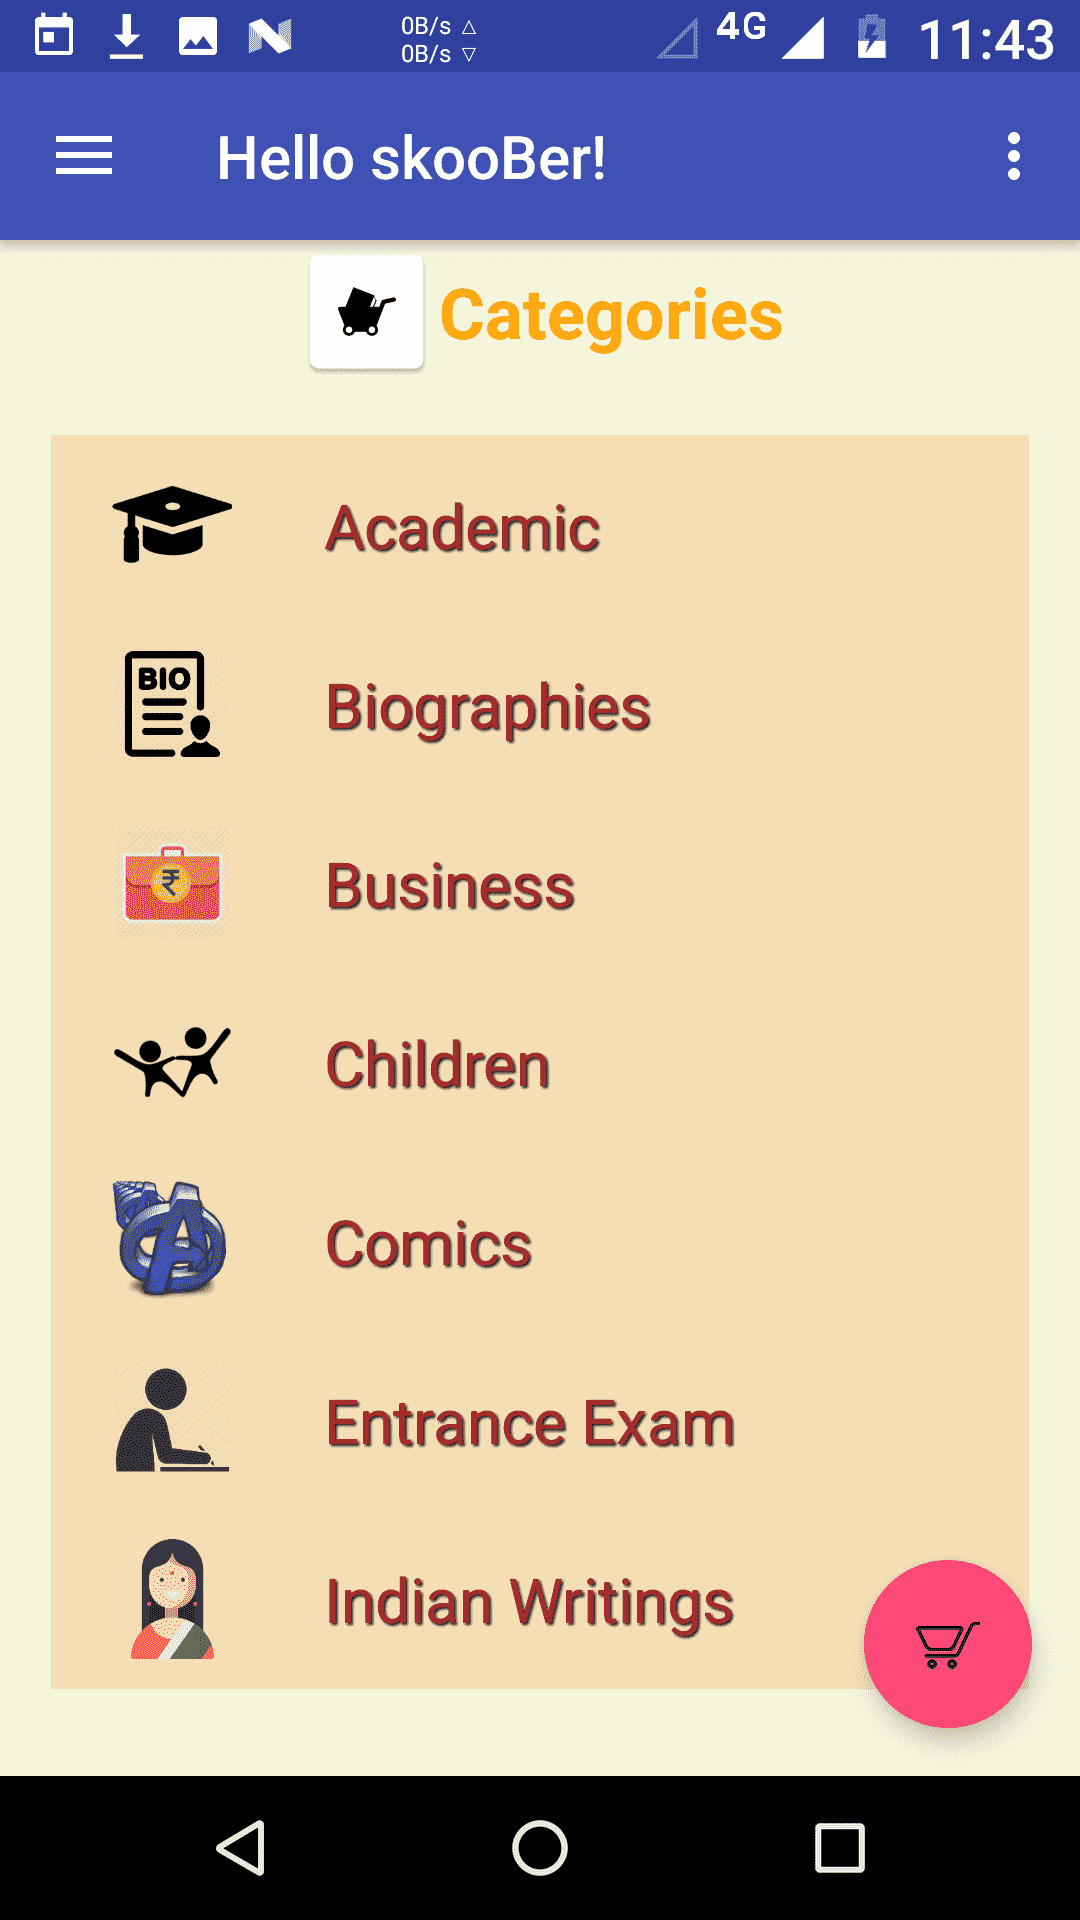 0B/s △
0B/s ▽
4G
11:43
Hello skooBer!
Categories
Academic
BIO
Biographies
₹
Business
Children
Comics
Entrance Exam
Indian Writings